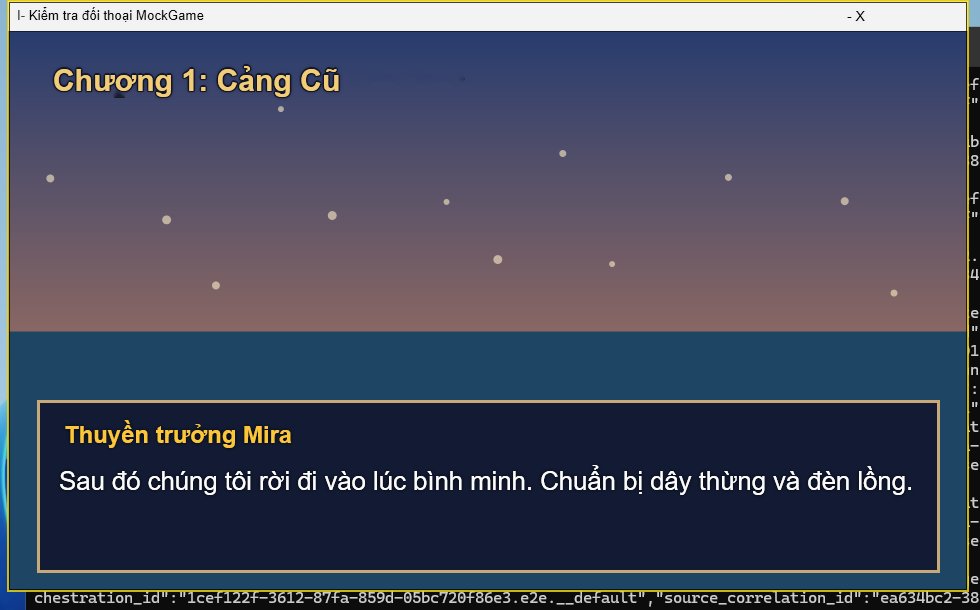 I- Kiểm tra đối thoại MockGame
- X
Chương 1: Cảng Cũ
Thuyền trưởng Mira
Sau đó chúng tôi rời đi vào lúc bình minh. Chuẩn bị dây thừng và đèn lồng.
chestration_id":"1cef122f-3612-87fa-859d-05bc720f86e3.e2e.__default","source_correlation_id":"ea634bc2-38